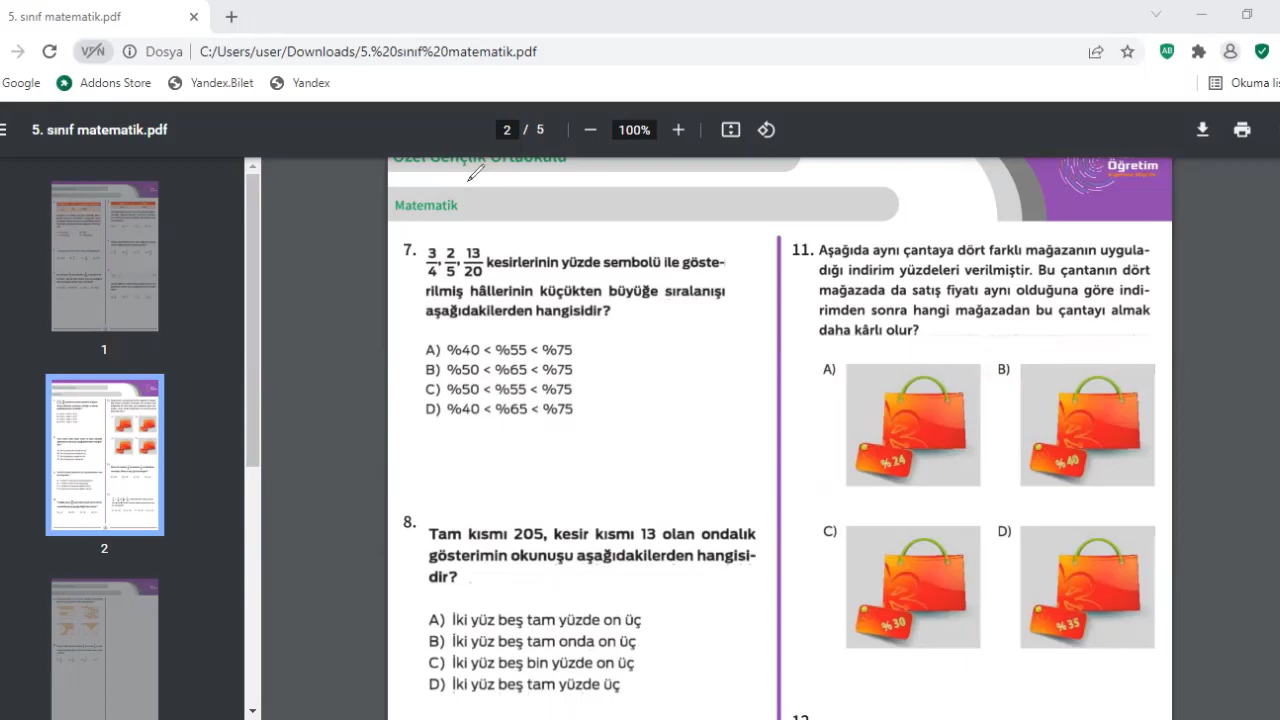 5. sınıf matematik.pdf
VPN Dosya C:/Users/user/Downloads/5.%20sınıf%20matematik.pdf
Google Addons Store Yandex.Bilet Yandex Okuma lis
5. sınıf matematik.pdf 2 / 5 100%
Özel Gençlik Ortaokulu
Öğretim
Matematik
7. 3/4, 2/5, 13/20 kesirlerinin yüzde sembolü ile göste-
rilmiş hâllerinin küçükten büyüğe sıralanışı
aşağıdakilerden hangisidir?
A) %40 < %55 < %75
B) %50 < %65 < %75
C) %50 < %55 < %75
D) %40 < %65 < %75
8. Tam kısmı 205, kesir kısmı 13 olan ondalık
gösterimin okunuşu aşağıdakilerden hangisi-
dir?
A) İki yüz beş tam yüzde on üç
B) İki yüz beş tam onda on üç
C) İki yüz beş bin yüzde on üç
D) İki yüz beş tam yüzde üç
11. Aşağıda aynı çantaya dört farklı mağazanın uygula-
dığı indirim yüzdeleri verilmiştir. Bu çantanın dört
mağazada da satış fiyatı aynı olduğuna göre indi-
rimden sonra hangi mağazadan bu çantayı almak
daha kârlı olur?
A) %24
B) %40
C) %30
D) %35
1
2